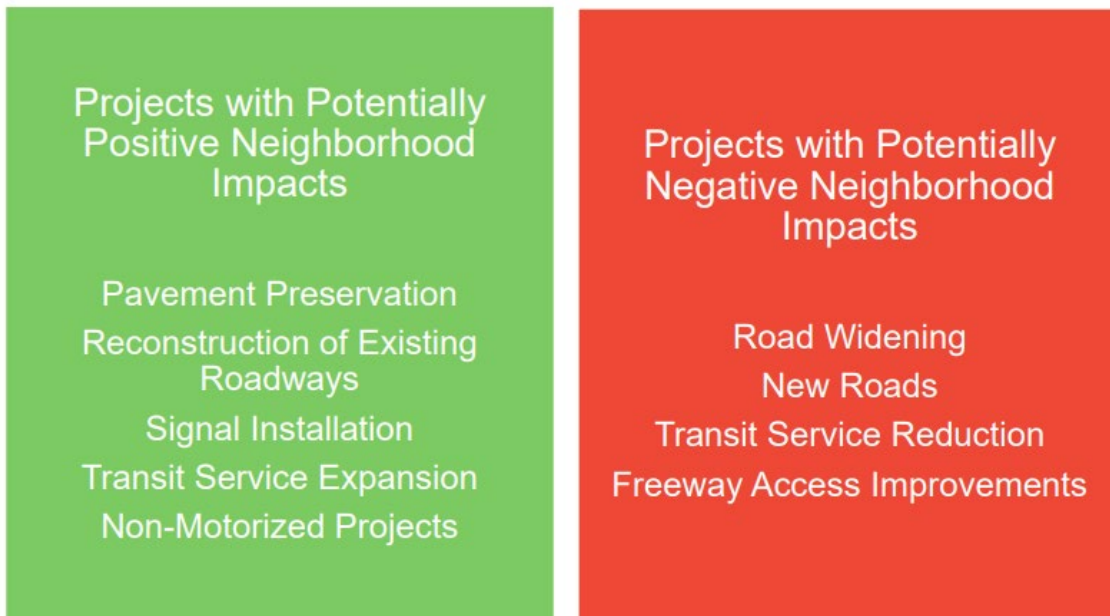 Projects with Potentially
Positive Neighborhood
Impacts
Pavement Preservation
Reconstruction of Existing
Roadways
Signal Installation
Transit Service Expansion
Non-Motorized Projects
Projects with Potentially
Negative Neighborhood
Impacts
Road Widening
New Roads
Transit Service Reduction
Freeway Access Improvements